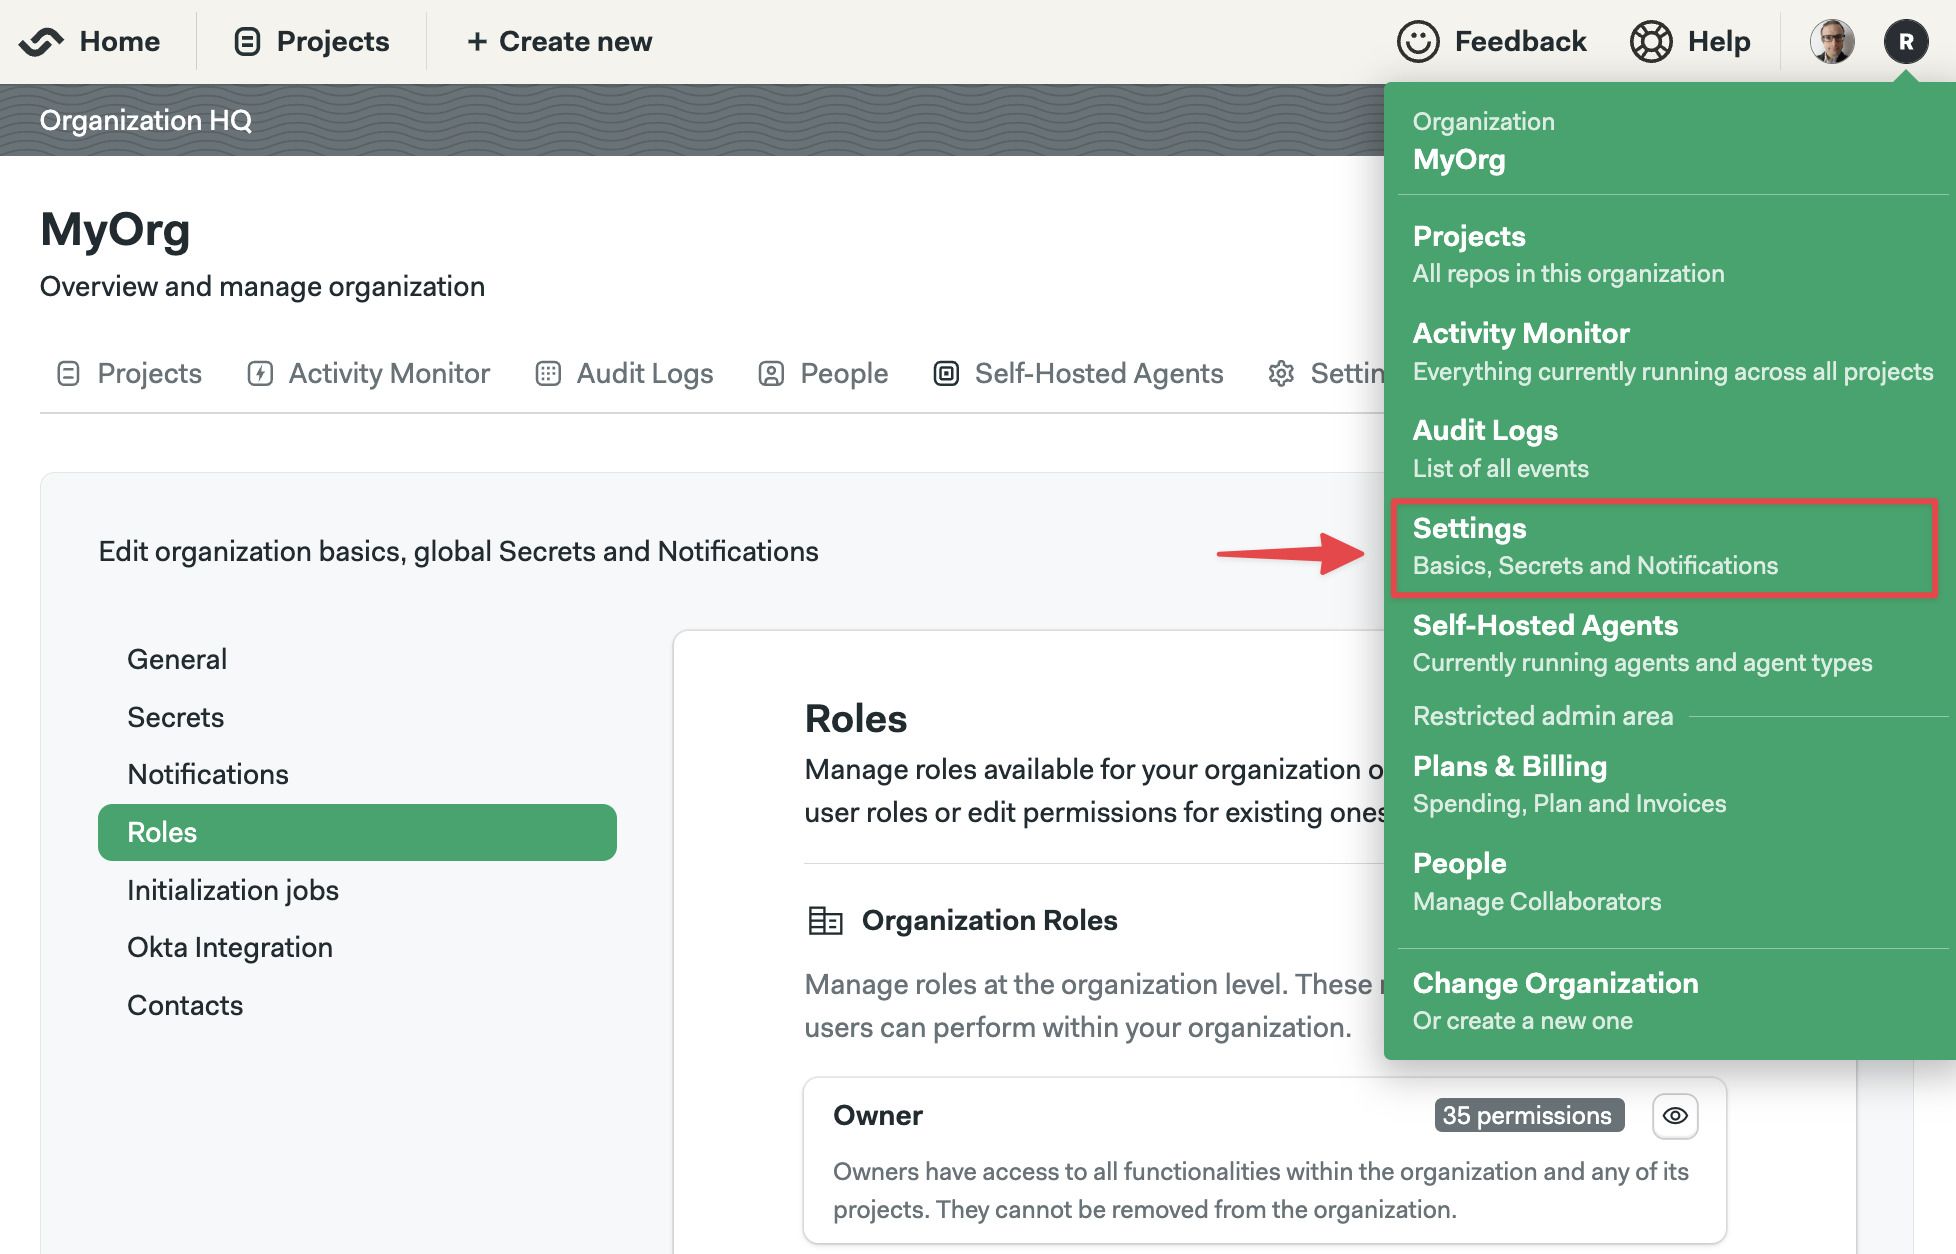 Home
Projects
+ Create new
Feedback
Help
R
Organization HQ
MyOrg
Overview and manage organization
Projects
Activity Monitor
Audit Logs
People
Self-Hosted Agents
Settin
Edit organization basics, global Secrets and Notifications
General
Secrets
Notifications
Roles
Initialization jobs
Okta Integration
Contacts
Roles
Manage roles available for your organization o
user roles or edit permissions for existing ones
Organization Roles
Manage roles at the organization level. These
users can perform within your organization.
Owner
35 permissions
Owners have access to all functionalities within the organization and any of its
projects. They cannot be removed from the organization.
Organization
MyOrg
Projects
All repos in this organization
Activity Monitor
Everything currently running across all projects
Audit Logs
List of all events
Settings
Basics, Secrets and Notifications
Self-Hosted Agents
Currently running agents and agent types
Restricted admin area
Plans & Billing
Spending, Plan and Invoices
People
Manage Collaborators
Change Organization
Or create a new one